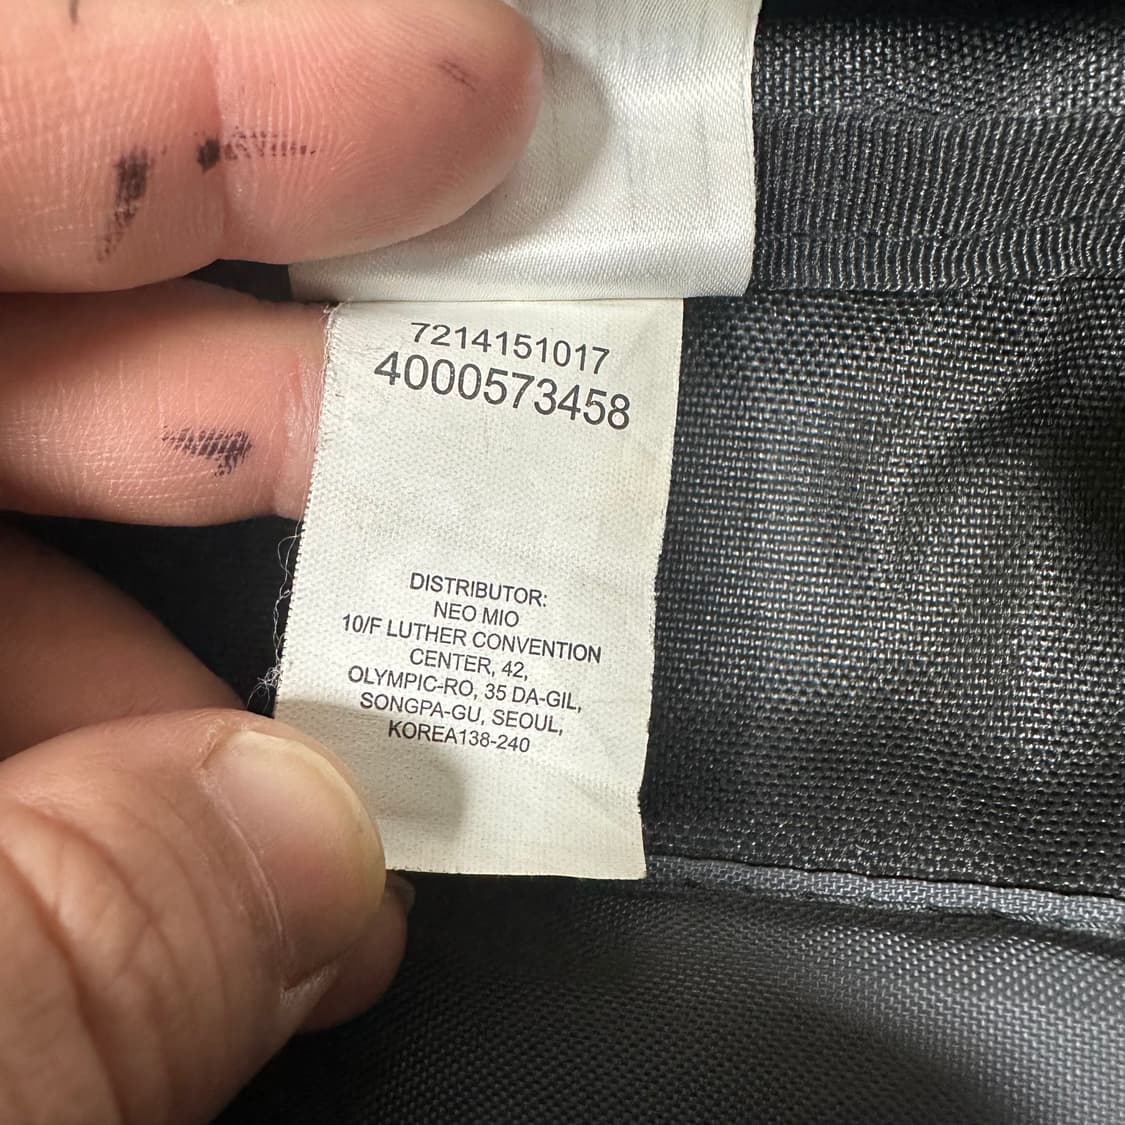 7214151017
4000573458
DISTRIBUTOR:
NEO MIO
10/F LUTHER CONVENTION
CENTER, 42,
OLYMPIC-RO, 35 DA-GIL,
SONGPA-GU, SEOUL,
KOREA138-240